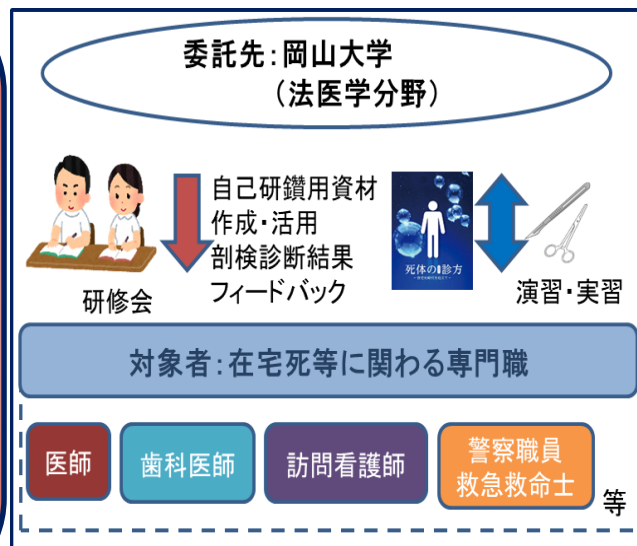 委託先：岡山大学
（法医学分野）
自己研鑽用資材
作成・活用
剖検診断結果
フィードバック
研修会
死体の診方
演習・実習
対象者：在宅死等に関わる専門職
医師
歯科医師
訪問看護師
警察職員
救急救命士
等